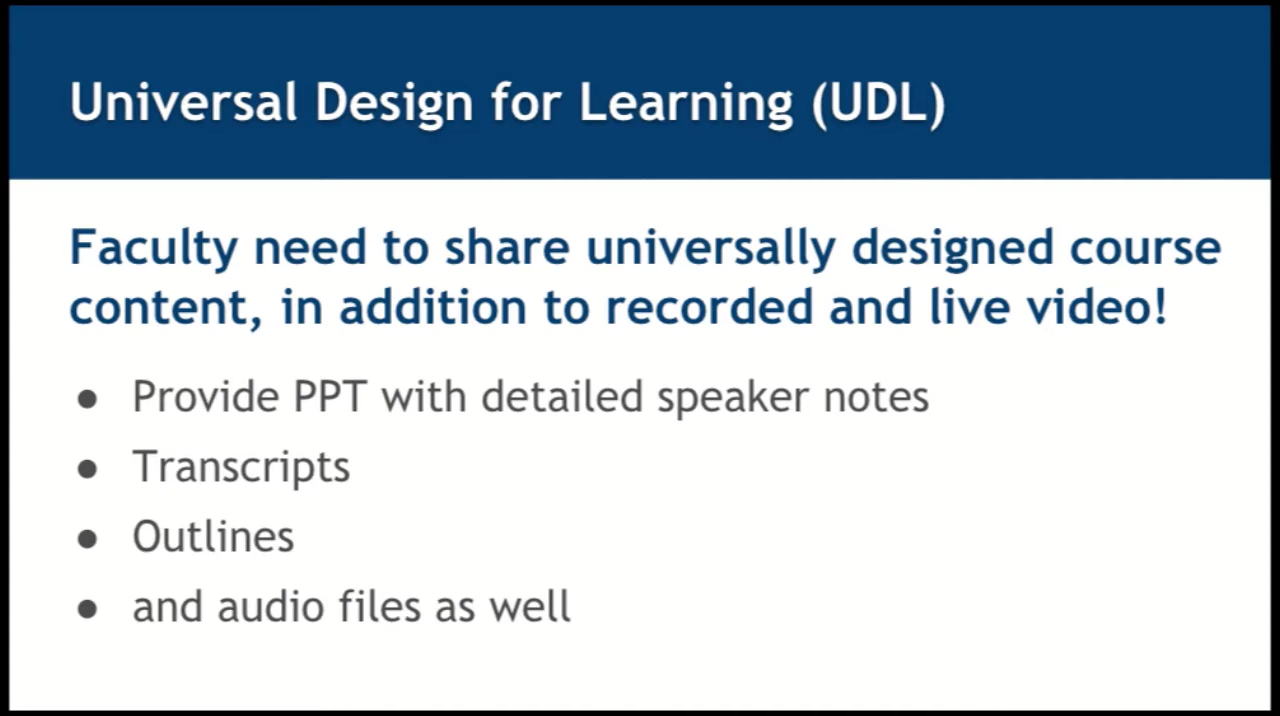 Universal Design for Learning (UDL)
Faculty need to share universally designed course
content, in addition to recorded and live video!
● Provide PPT with detailed speaker notes
● Transcripts
● Outlines
● and audio files as well